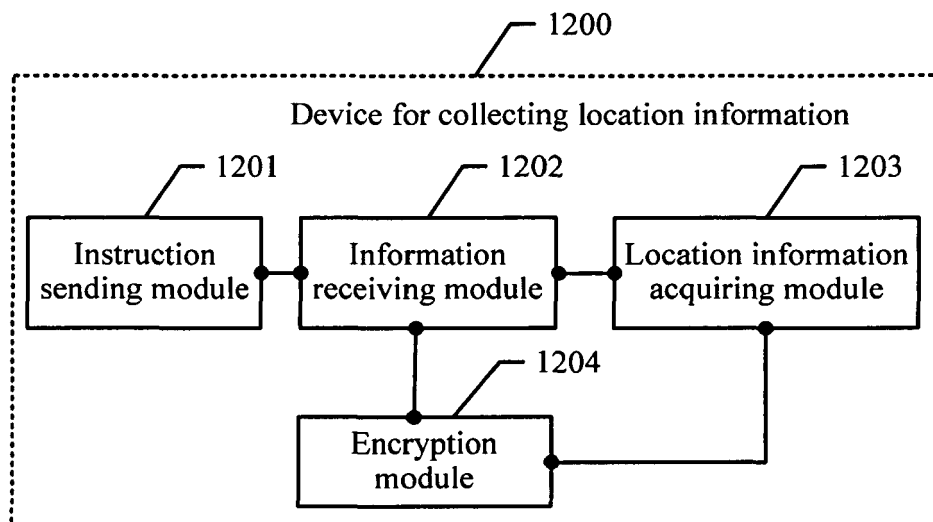 1200
Device for collecting location information
1201
1202
1203
Instruction
sending module
Information
receiving module
Location information
acquiring module
1204
Encryption
module